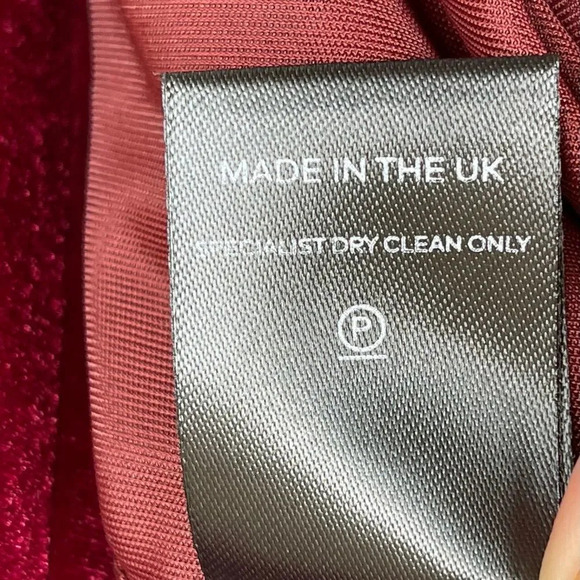 MADE IN THE UK
SPECIALIST DRY CLEAN ONLY
P